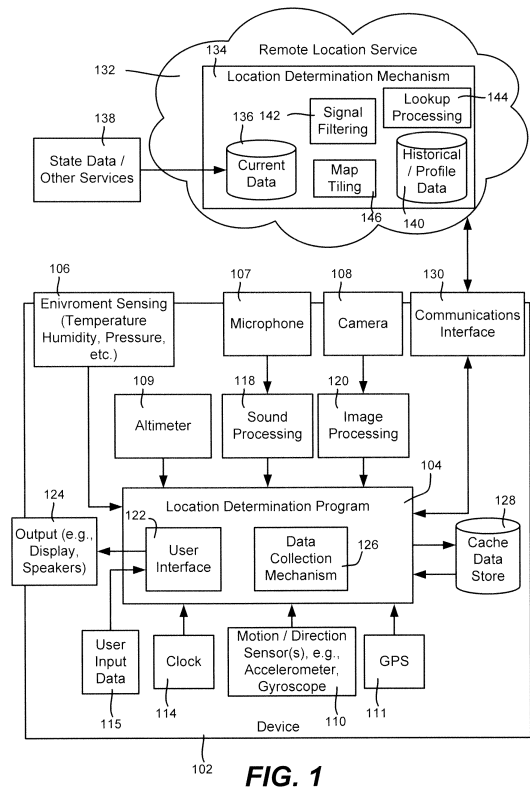 Remote Location Service
132
134
Location Determination Mechanism
138
State Data /
Other Services
136
Current
Data
142
Signal
Filtering
Lookup
Processing
144
Map
Tiling
146
Historical
/ Profile
Data
140
106
Enivroment Sensing
(Temperature
Humidity, Pressure,
etc.)
107
Microphone
108
Camera
130
Communications
Interface
109
Altimeter
118
Sound
Processing
120
Image
Processing
104
Location Determination Program
122
User
Interface
Data
Collection
Mechanism
126
128
Cache
Data
Store
124
Output (e.g.,
Display,
Speakers)
User
Input
Data
115
Clock
114
Motion / Direction
Sensor(s), e.g.,
Accelerometer,
Gyroscope
110
GPS
111
Device
102
FIG. 1